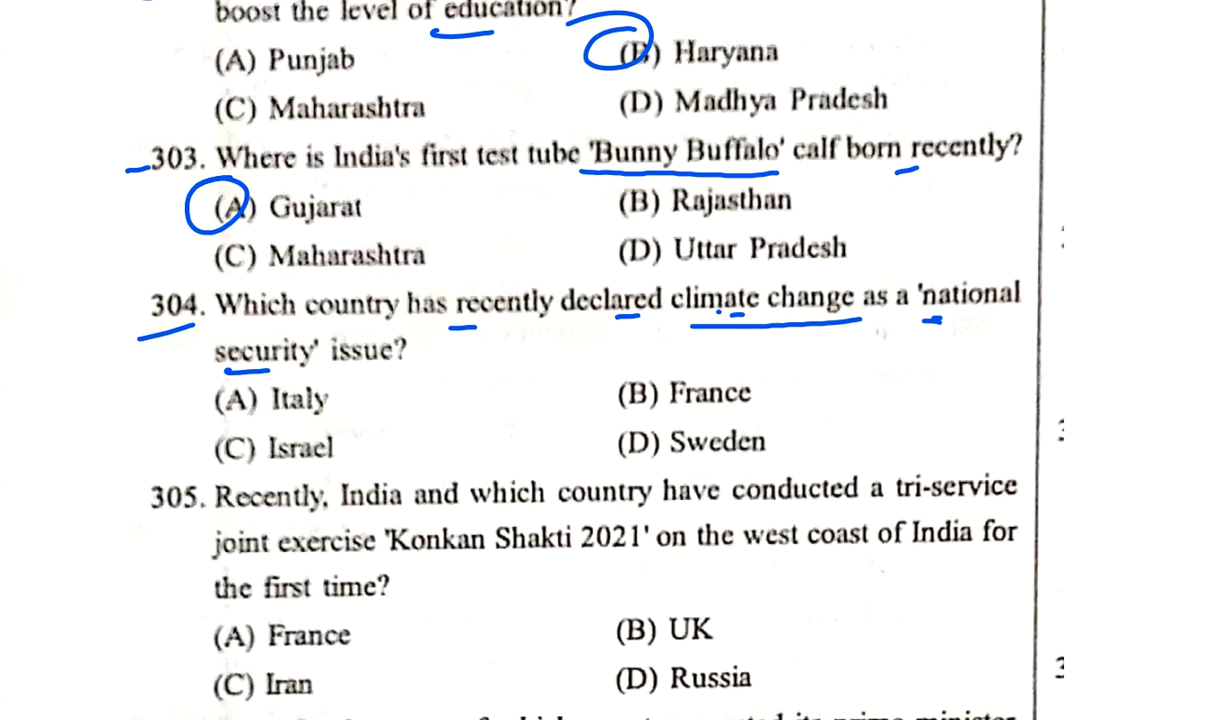 boost the level of education?
(A) Punjab (B) Haryana
(C) Maharashtra (D) Madhya Pradesh
303. Where is India's first test tube 'Bunny Buffalo' calf born recently?
(A) Gujarat (B) Rajasthan
(C) Maharashtra (D) Uttar Pradesh
304. Which country has recently declared climate change as a 'national
security' issue?
(A) Italy (B) France
(C) Israel (D) Sweden
305. Recently, India and which country have conducted a tri-service
joint exercise 'Konkan Shakti 2021' on the west coast of India for
the first time?
(A) France (B) UK
(C) Iran (D) Russia